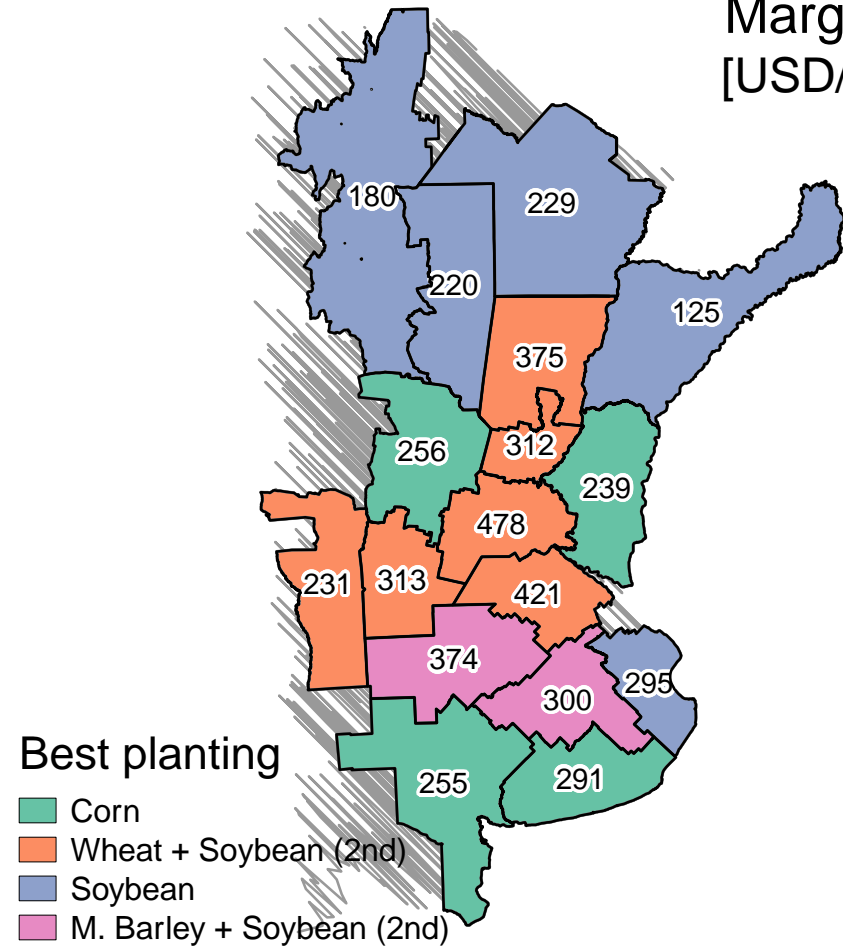 Marg
[USD/
180
229
220
125
375
312
256
239
478
231
313
421
374
295
300
255
291
Best planting
Corn
Wheat + Soybean (2nd)
Soybean
M. Barley + Soybean (2nd)